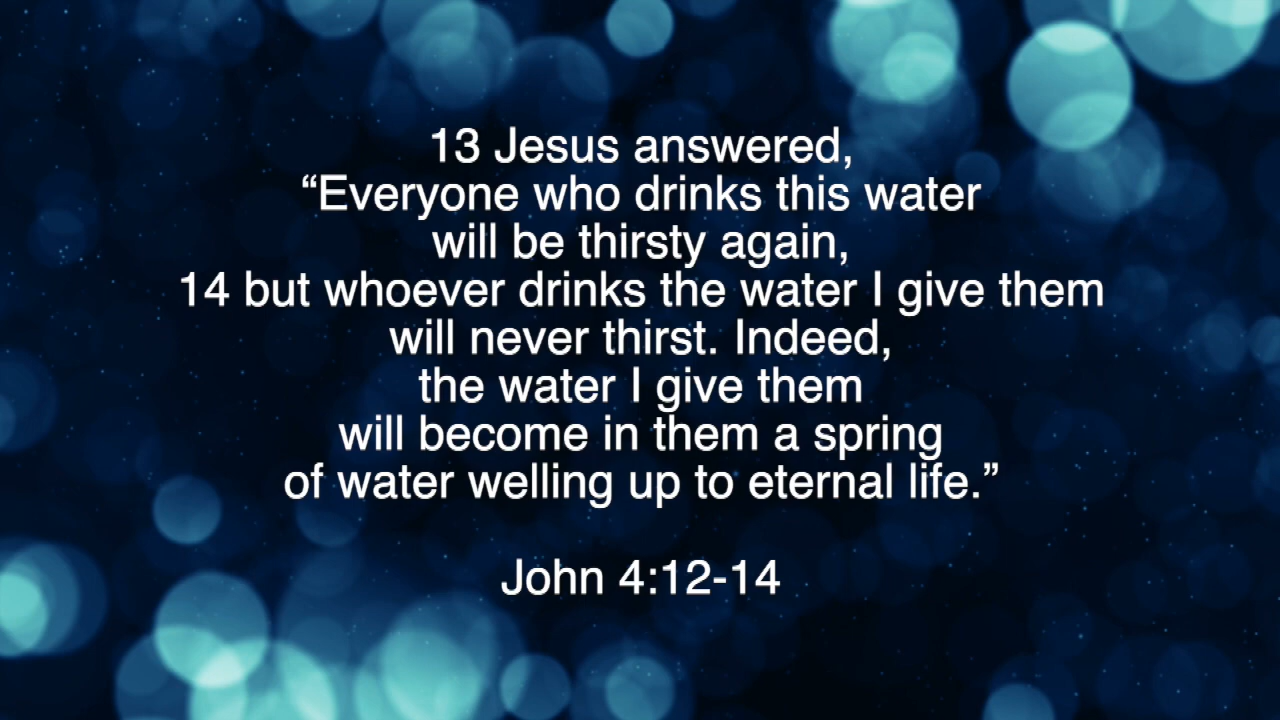 13 Jesus answered,
“Everyone who drinks this water
will be thirsty again,
14 but whoever drinks the water I give them
will never thirst. Indeed,
the water I give them
will become in them a spring
of water welling up to eternal life.”
John 4:12-14